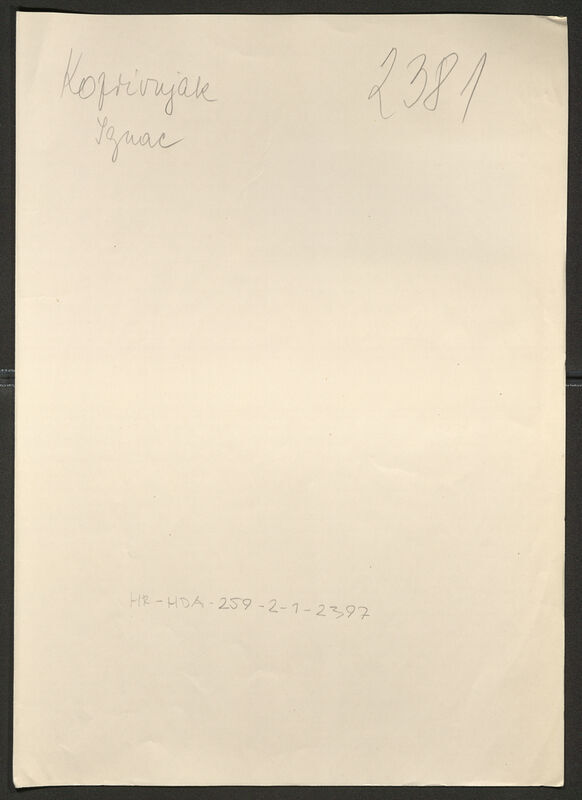 Koprivnjak
Ignac
2381
HR-HDA-259-2-1-2397